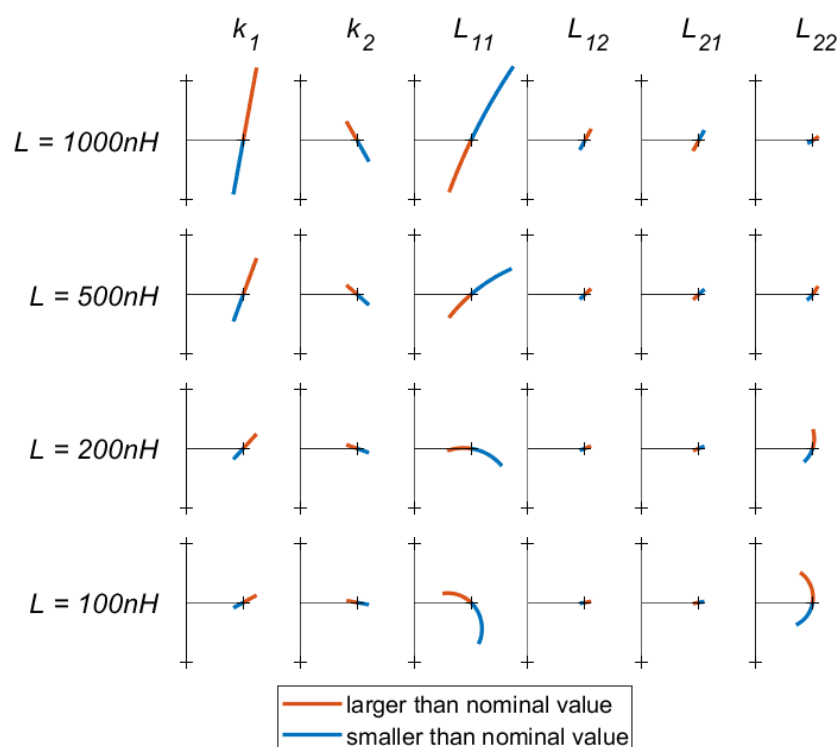 k1 k2 L11 L12 L21 L22
L = 1000nH
L = 500nH
L = 200nH
L = 100nH
larger than nominal value
smaller than nominal value